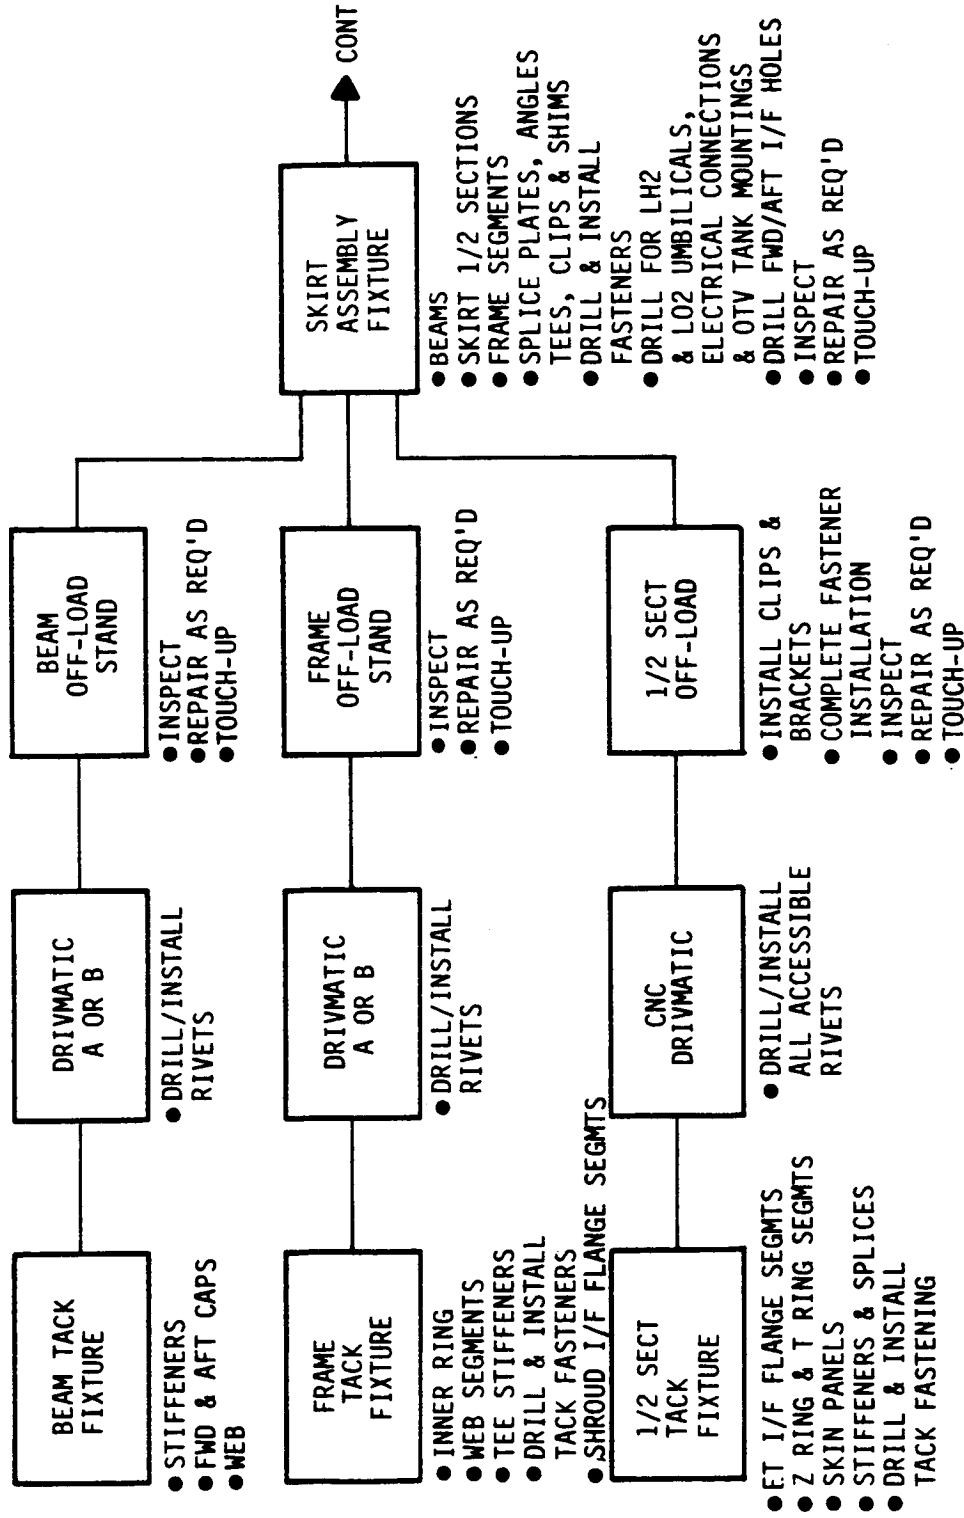 BEAM TACK
FIXTURE
● STIFFENERS
● FWD & AFT CAPS
● WEB
DRIVMATIC
A OR B
● DRILL/INSTALL
RIVETS
BEAM
OFF-LOAD
STAND
● INSPECT
● REPAIR AS REQ'D
● TOUCH-UP
FRAME
TACK
FIXTURE
● INNER RING
● WEB SEGMENTS
● TEE STIFFENERS
● DRILL & INSTALL
TACK FASTENERS
● SHROUD I/F FLANGE SEGMTS
DRIVMATIC
A OR B
● DRILL/INSTALL
RIVETS
FRAME
OFF-LOAD
STAND
● INSPECT
● REPAIR AS REQ'D
● TOUCH-UP
1/2 SECT
TACK
FIXTURE
● ET I/F FLANGE SEGMTS
● Z RING & T RING SEGMTS
● SKIN PANELS
● STIFFENERS & SPLICES
● DRILL & INSTALL
TACK FASTENING
CNC
DRIVMATIC
● DRILL/INSTALL
ALL ACCESSIBLE
RIVETS
1/2 SECT
OFF-LOAD
● INSTALL CLIPS &
BRACKETS
● COMPLETE FASTENER
INSTALLATION
● INSPECT
● REPAIR AS REQ'D
● TOUCH-UP
SKIRT
ASSEMBLY
FIXTURE
CONT
● BEAMS
● SKIRT 1/2 SECTIONS
● FRAME SEGMENTS
● SPLICE PLATES, ANGLES
TEES, CLIPS & SHIMS
● DRILL & INSTALL
FASTENERS
● DRILL FOR LH2
& LO2 UMBILICALS,
ELECTRICAL CONNECTIONS
& OTV TANK MOUNTINGS
● DRILL FWD/AFT I/F HOLES
● INSPECT
● REPAIR AS REQ'D
● TOUCH-UP